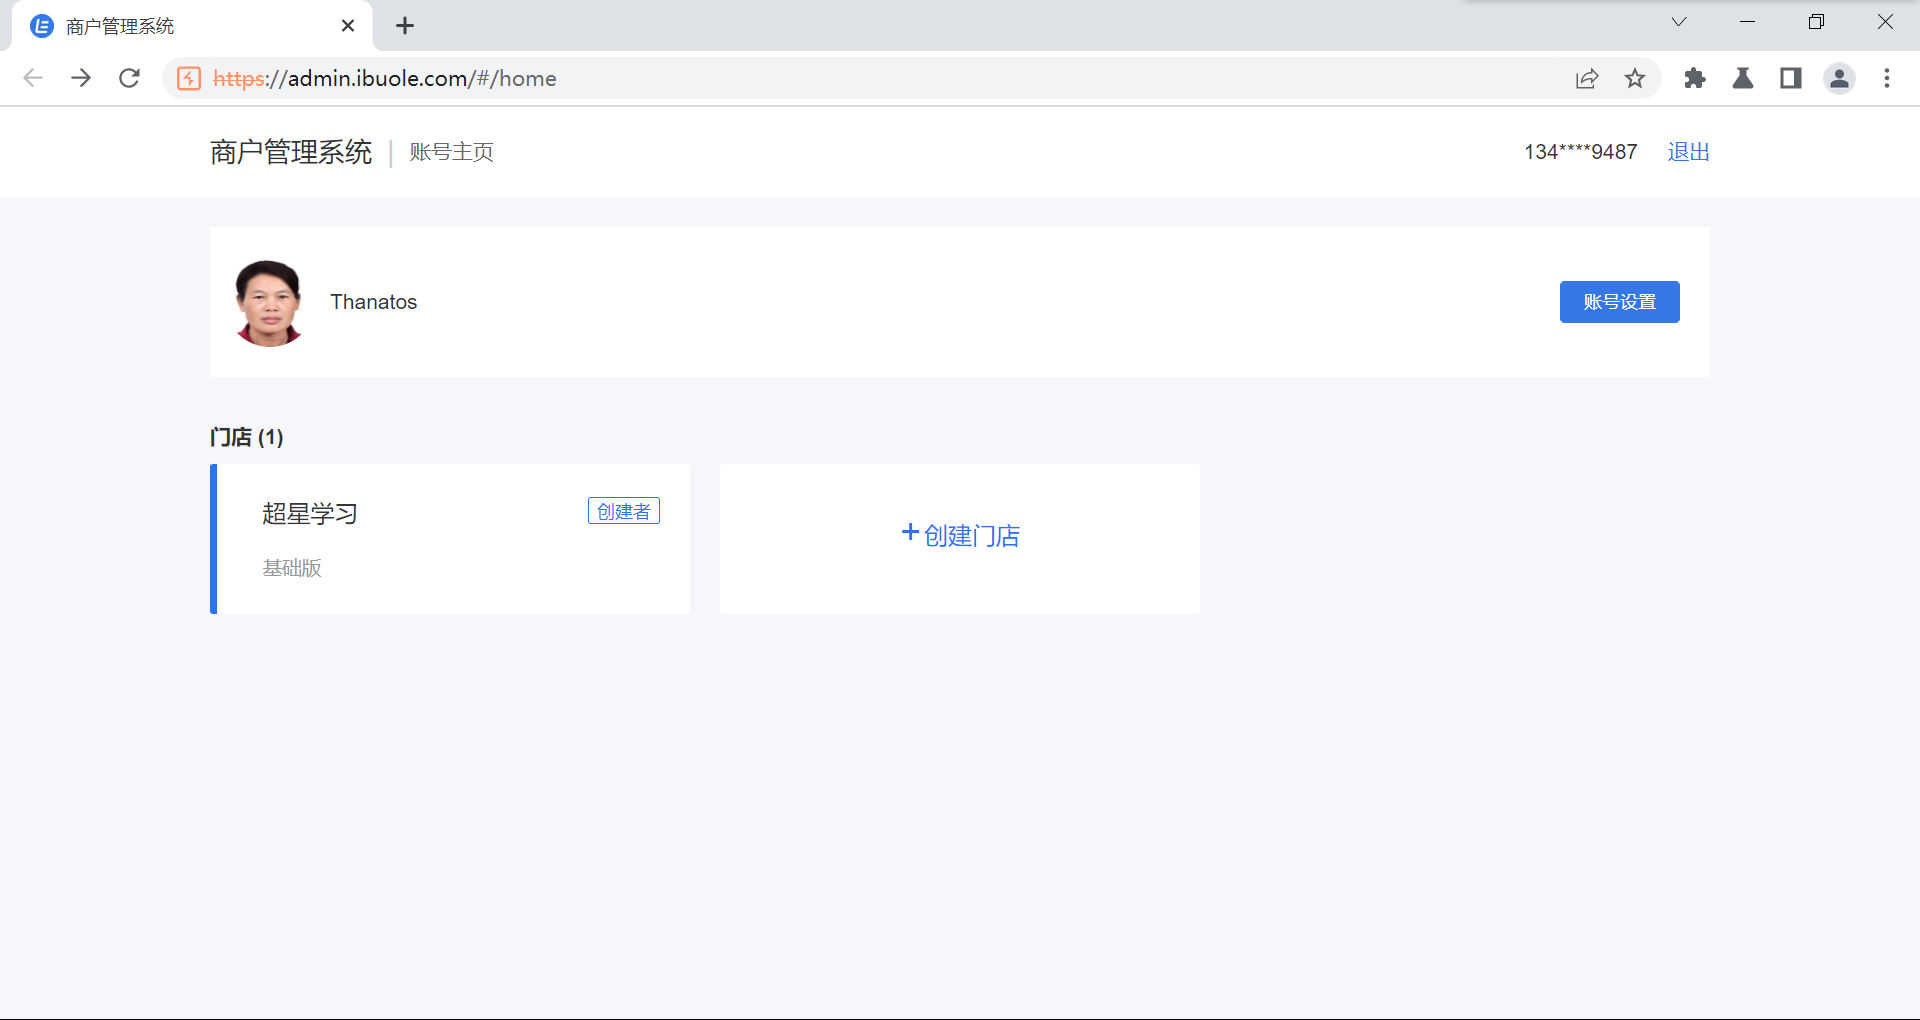 商户管理系统
https://admin.ibuole.com/#/home
商户管理系统 | 账号主页
134****9487 退出
Thanatos
账号设置
门店 (1)
超星学习
创建者
基础版
+创建门店